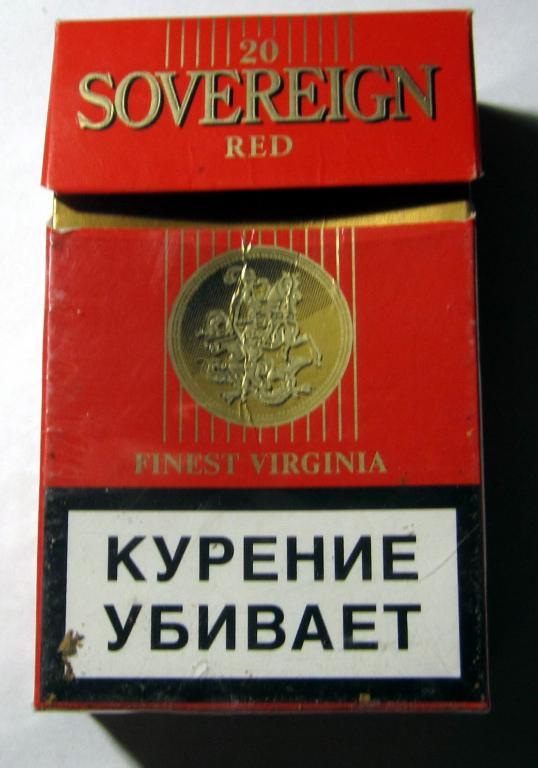 20
SOVEREIGN
RED
FINEST VIRGINIA
КУРЕНИЕ
УБИВАЕТ